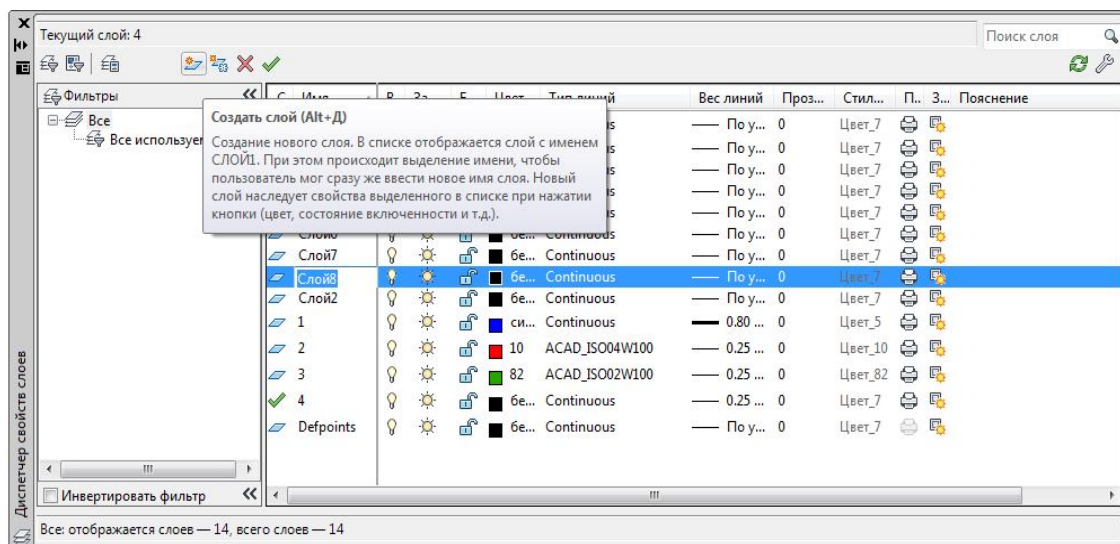 Текущий слой: 4
Поиск слоя
Фильтры
Все
Все используе
Создать слой (Alt+Д)
Создание нового слоя. В списке отображается слой с именем
СЛОЙ1. При этом происходит выделение имени, чтобы
пользователь мог сразу же ввести новое имя слоя. Новый
слой наследует свойства выделенного в списке при нажатии
кнопки (цвет, состояние включенности и т.д.).
Вес линий Проз... Стил... П.. З... Пояснение
По у... 0 Цвет_7
По у... 0 Цвет_7
По у... 0 Цвет_7
По у... 0 Цвет_7
По у... 0 Цвет_7
Слой6 бе... Continuous По у... 0 Цвет_7
Слой7 бе... Continuous По у... 0 Цвет_7
Слой8 бе... Continuous По у... 0 Цвет_7
Слой2 бе... Continuous По у... 0 Цвет_7
1 си... Continuous 0.80 ... 0 Цвет_5
2 10 ACAD_ISO04W100 0.25 ... 0 Цвет_10
3 82 ACAD_ISO02W100 0.25 ... 0 Цвет_82
4 бе... Continuous 0.25 ... 0 Цвет_7
Defpoints бе... Continuous По у... 0 Цвет_7
Инвертировать фильтр
Все: отображается слоев — 14, всего слоев — 14
Диспетчер свойств слоев